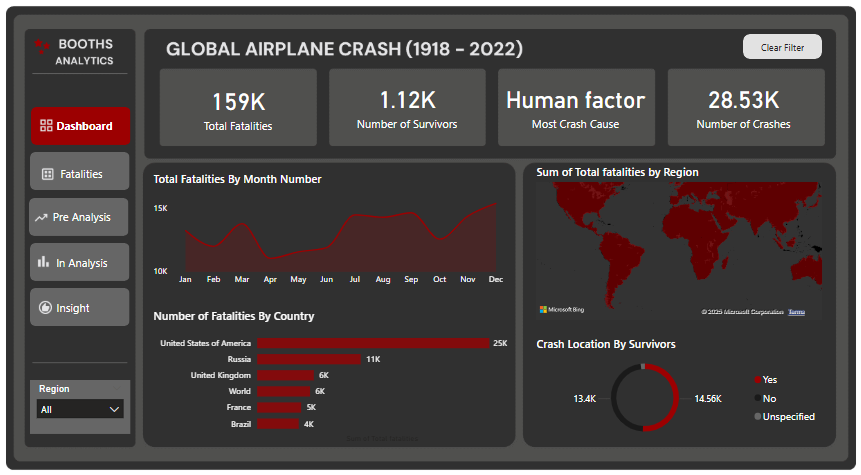 BOOTHS
ANALYTICS
GLOBAL AIRPLANE CRASH (1918 – 2022)
Clear Filter
159K
Total Fatalities
1.12K
Number of Survivors
Human factor
Most Crash Cause
28.53K
Number of Crashes
Dashboard
Fatalities
Pre Analysis
In Analysis
Insight
Region
All
Total Fatalities By Month Number
15K
10K
Jan Feb Mar Apr May Jun Jul Aug Sep Oct Nov Dec
Number of Fatalities By Country
United States of America 25K
Russia 11K
United Kingdom 6K
World 6K
France 5K
Brazil 4K
Sum of Total fatalities by Region
Microsoft Bing
© 2025 Microsoft Corporation Terms
Crash Location By Survivors
13.4K
14.56K
Yes
No
Unspecified